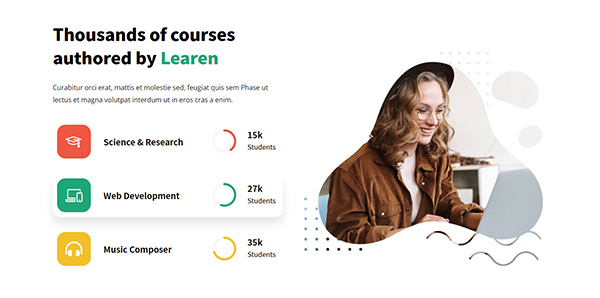 Thousands of courses
authored by Learen
Curabitur orci erat, mattis et molestie sed, feugiat quis sem Phase ut
lectus et magna volutpat interdum ut in eros cras a enim.
Science & Research
15k
Students
Web Development
27k
Students
Music Composer
35k
Students